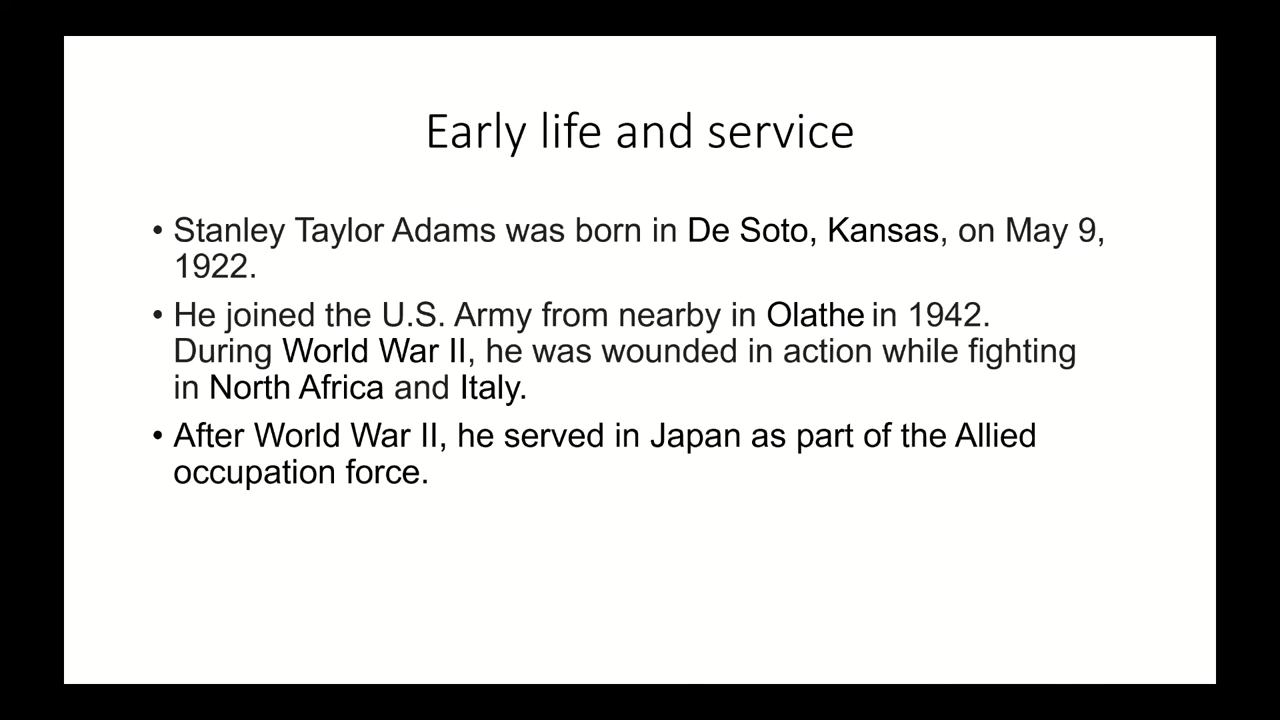 Early life and service
• Stanley Taylor Adams was born in De Soto, Kansas, on May 9,
1922.
• He joined the U.S. Army from nearby in Olathe in 1942.
During World War II, he was wounded in action while fighting
in North Africa and Italy.
• After World War II, he served in Japan as part of the Allied
occupation force.